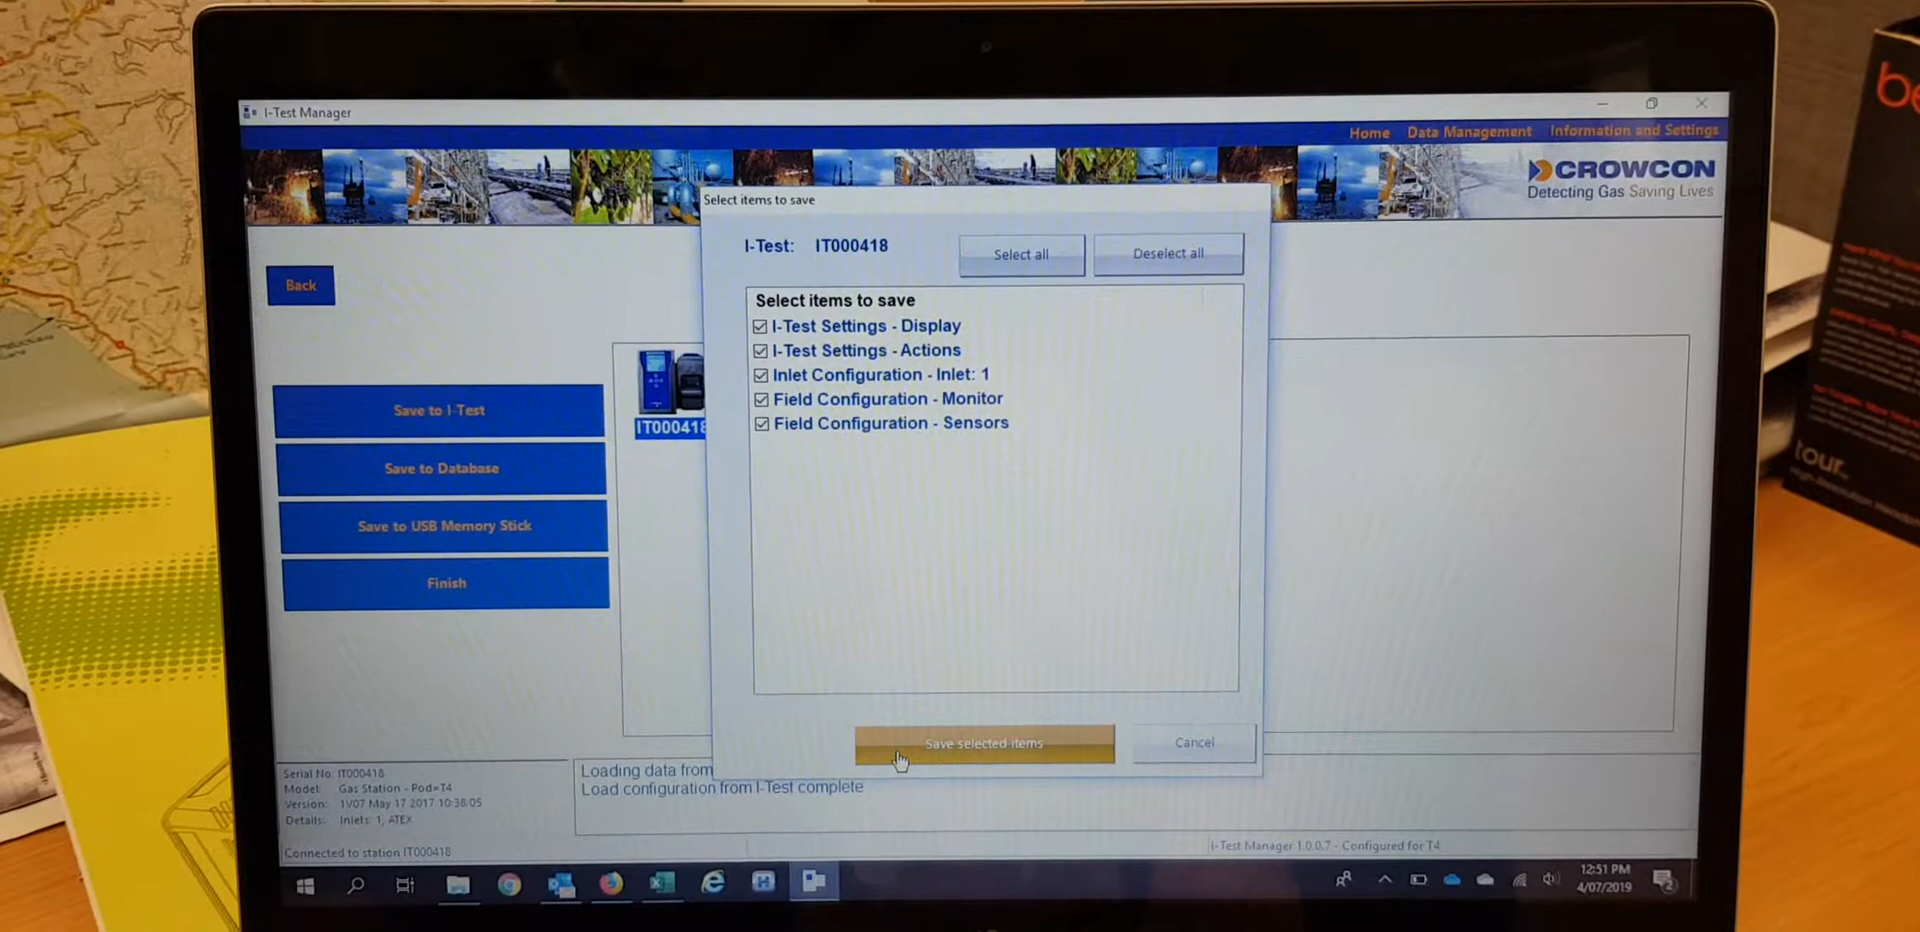 I-Test Manager
Home Data Management Information and Settings
CROWCON
Detecting Gas Saving Lives
Select items to save
I-Test: IT000418
Select all
Deselect all
Back
Select items to save
I-Test Settings - Display
I-Test Settings - Actions
Inlet Configuration - Inlet: 1
Field Configuration - Monitor
Field Configuration - Sensors
Save to I-Test
Save to Database
Save to USB Memory Stick
Finish
IT000418
Save selected items
Cancel
Serial No: IT000418
Model: Gas Station - Pod=T4
Version: 1V07 May 17 2017 10:38:05
Details: Inlets: 1, ATEX
Loading data from
Load configuration from I-Test complete
Connected to station IT000418
I-Test Manager 1.0.0.7 - Configured for T4
12:51 PM
4/07/2019
be
tour.